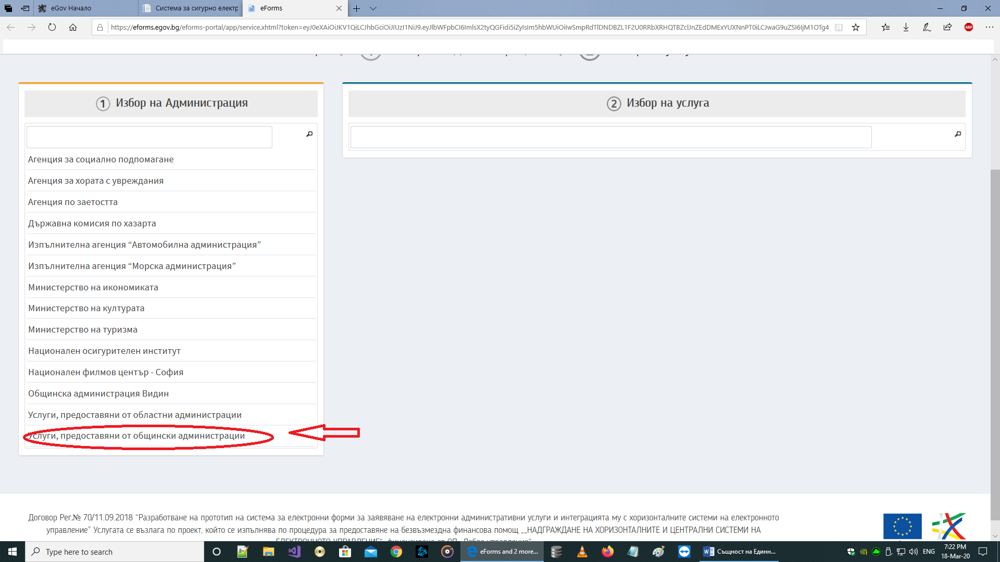 eGov Начало
Система за сигурно електр
eForms
https://eforms.egov.bg/eforms-portal/app/service.xhtml?token=
1 Избор на Администрация
2 Избор на услуга
Агенция за социално подпомагане
Агенция за хората с увреждания
Агенция по заетостта
Държавна комисия по хазарта
Изпълнителна агенция “Автомобилна администрация”
Изпълнителна агенция “Морска администрация”
Министерство на икономиката
Министерство на културата
Министерство на туризма
Национален осигурителен институт
Национален филмов център - София
Общинска администрация Видин
Услуги, предоставяни от областни администрации
Услуги, предоставяни от общински администрации
Договор Рег.№ 70/11.09.2018 “Разработване на прототип на система за електронни форми за заявяване на електронни административни услуги и интеграцията му с хоризонталните системи на електронното
управление” Услугата се възлага по проект, който се изпълнява по процедура за предоставяне на безвъзмездна финансова помощ „„НАДГРАЖДАНЕ НА ХОРИЗОНТАЛНИТЕ И ЦЕНТРАЛНИ СИСТЕМИ НА
Type here to search
eForms and 2 more...
Същност на Единн...
ABP
ENG
7:22 PM
18-Mar-20